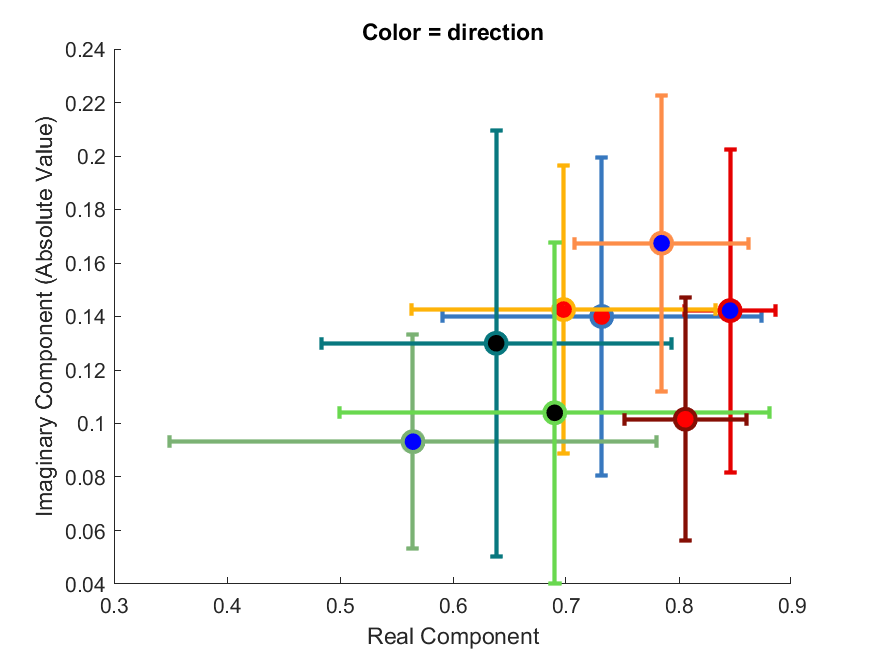 Color = direction
0.24
0.22
0.2
0.18
0.16
0.14
0.12
0.1
0.08
0.06
0.04
Imaginary Component (Absolute Value)
0.3 0.4 0.5 0.6 0.7 0.8 0.9
Real Component